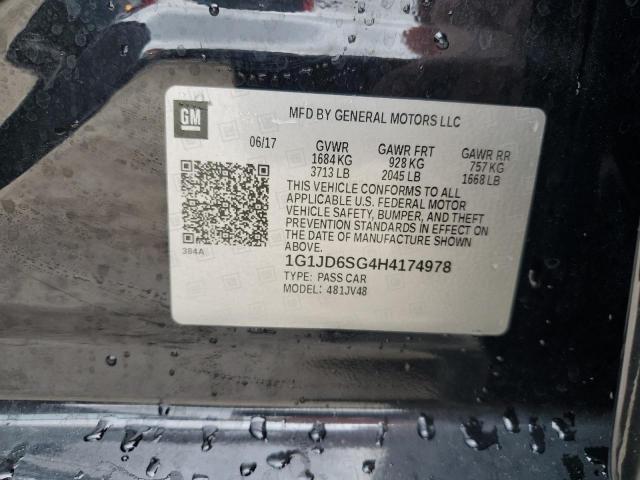 GM
MFD BY GENERAL MOTORS LLC
06/17 GVWR GAWR FRT GAWR RR
1684 KG 928 KG 757 KG
3713 LB 2045 LB 1668 LB
THIS VEHICLE CONFORMS TO ALL
APPLICABLE U.S. FEDERAL MOTOR
VEHICLE SAFETY, BUMPER, AND THEFT
PREVENTION STANDARDS IN EFFECT ON
THE DATE OF MANUFACTURE SHOWN
ABOVE.
384A
1G1JD6SG4H4174978
TYPE: PASS CAR
MODEL: 481JV48